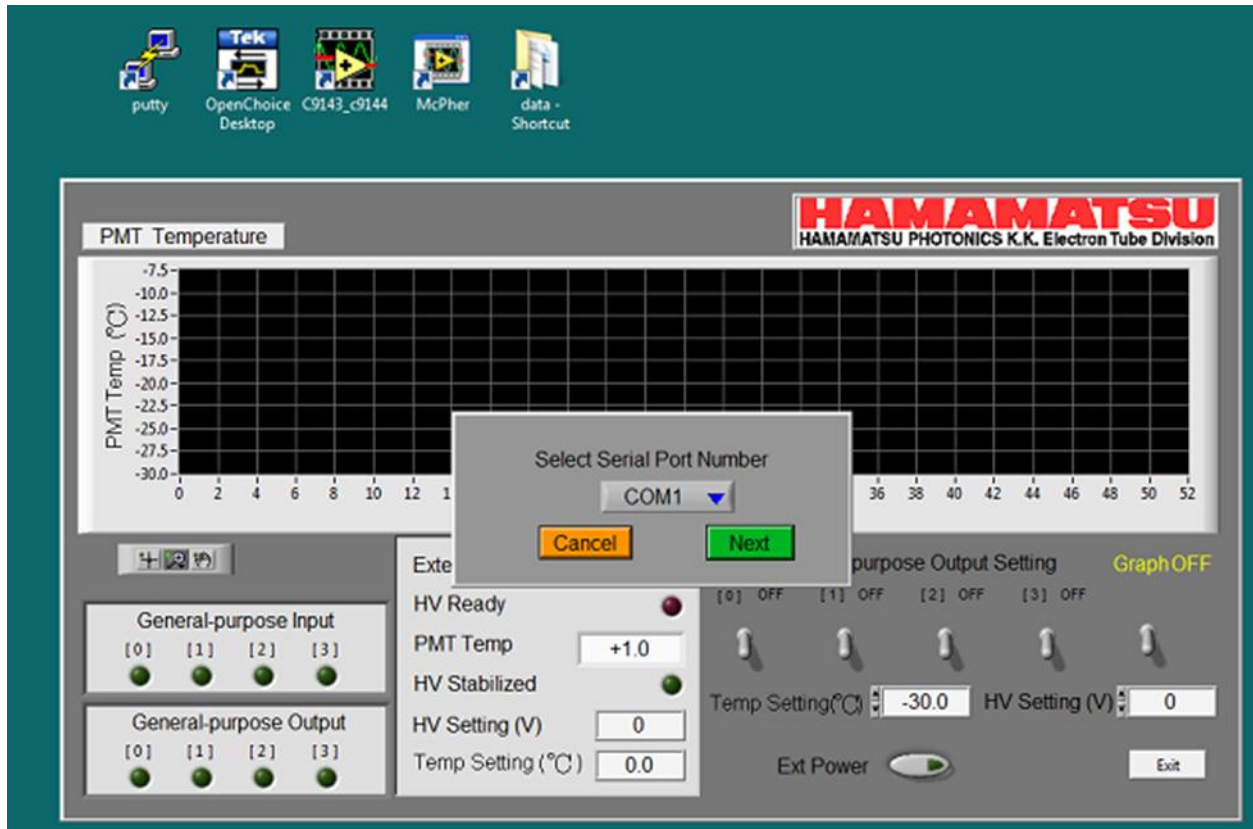 putty
OpenChoice
Desktop
C9143_c9144
McPher
data -
Shortcut
Tek
PMT Temperature
HAMAMATSU
HAMAMATSU PHOTONICS K.K. Electron Tube Division
PMT Temp (°C)
-7.5
-10.0
-12.5
-15.0
-17.5
-20.0
-22.5
-25.0
-27.5
-30.0
0 2 4 6 8 10 12 1 36 38 40 42 44 46 48 50 52
Select Serial Port Number
COM1
Cancel Next
General-purpose Input
[0] [1] [2] [3]
General-purpose Output
[0] [1] [2] [3]
Exte
HV Ready
PMT Temp +1.0
HV Stabilized
HV Setting (V) 0
Temp Setting (°C) 0.0
purpose Output Setting
Graph OFF
[0] OFF [1] OFF [2] OFF [3] OFF
Temp Setting(°C) -30.0 HV Setting (V) 0
Ext Power
Exit